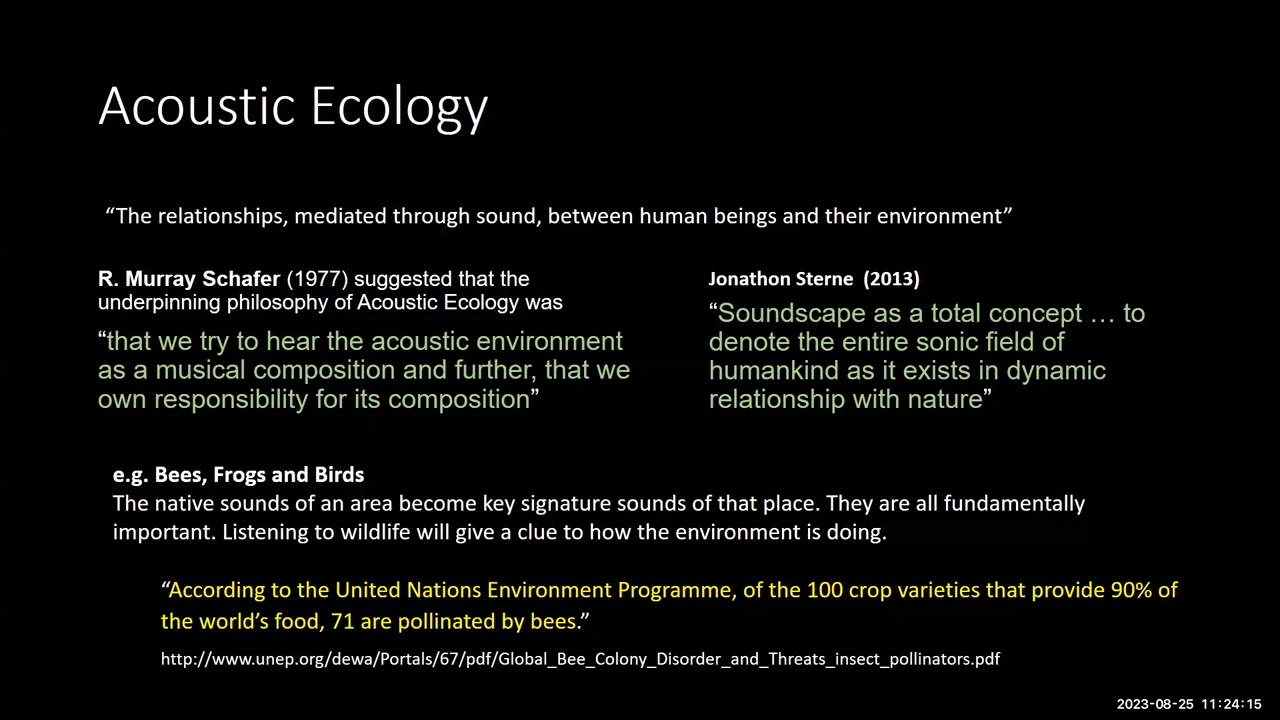 Acoustic Ecology
“The relationships, mediated through sound, between human beings and their environment”
R. Murray Schafer (1977) suggested that the
underpinning philosophy of Acoustic Ecology was
“that we try to hear the acoustic environment
as a musical composition and further, that we
own responsibility for its composition”
Jonathon Sterne (2013)
“Soundscape as a total concept … to
denote the entire sonic field of
humankind as it exists in dynamic
relationship with nature”
e.g. Bees, Frogs and Birds
The native sounds of an area become key signature sounds of that place. They are all fundamentally
important. Listening to wildlife will give a clue to how the environment is doing.
“According to the United Nations Environment Programme, of the 100 crop varieties that provide 90% of
the world’s food, 71 are pollinated by bees.”
http://www.unep.org/dewa/Portals/67/pdf/Global_Bee_Colony_Disorder_and_Threats_insect_pollinators.pdf
2023-08-25 11:24:15